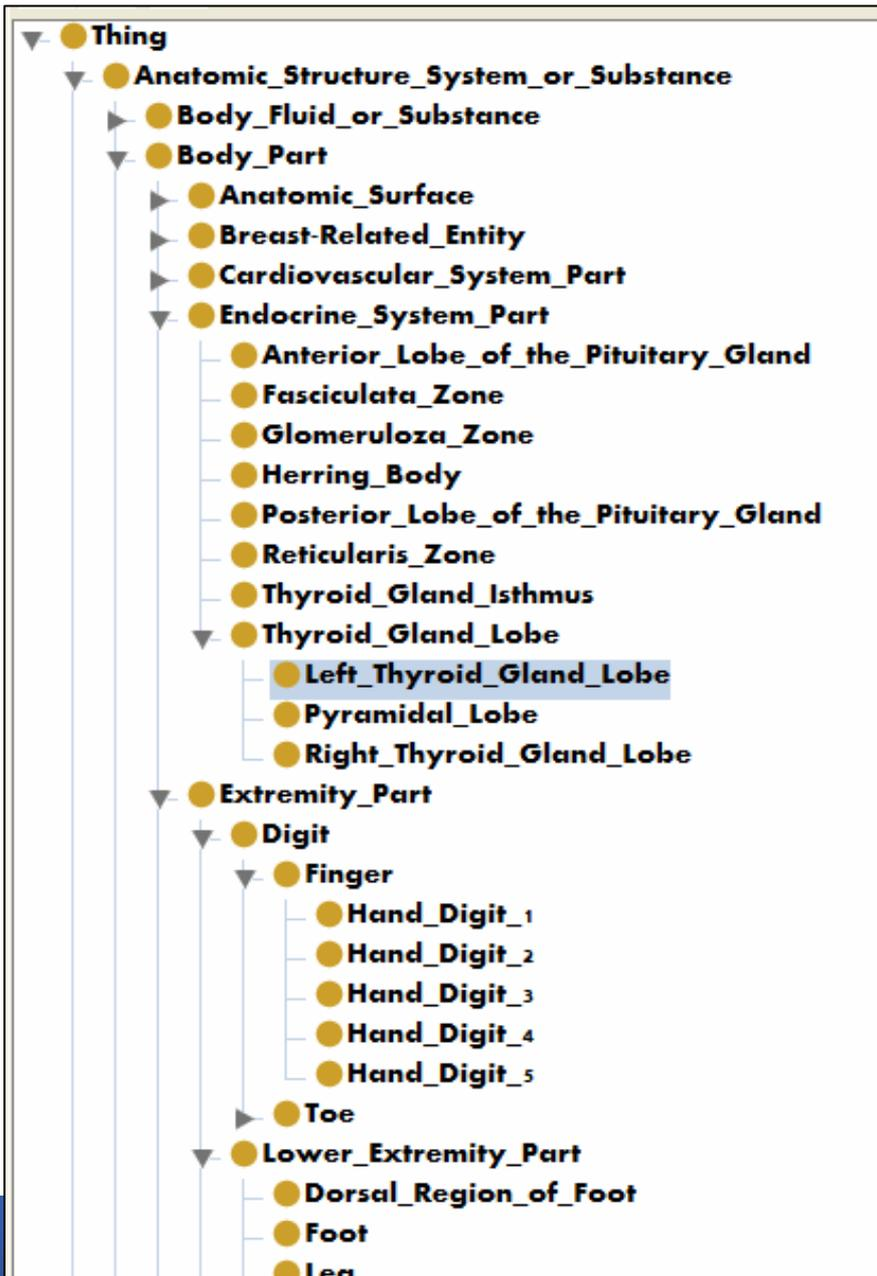 Thing
Anatomic_Structure_System_or_Substance
Body_Fluid_or_Substance
Body_Part
Anatomic_Surface
Breast-Related_Entity
Cardiovascular_System_Part
Endocrine_System_Part
Anterior_Lobe_of_the_Pituitary_Gland
Fasciculata_Zone
Glomeruloza_Zone
Herring_Body
Posterior_Lobe_of_the_Pituitary_Gland
Reticularis_Zone
Thyroid_Gland_Isthmus
Thyroid_Gland_Lobe
Left_Thyroid_Gland_Lobe
Pyramidal_Lobe
Right_Thyroid_Gland_Lobe
Extremity_Part
Digit
Finger
Hand_Digit_1
Hand_Digit_2
Hand_Digit_3
Hand_Digit_4
Hand_Digit_5
Toe
Lower_Extremity_Part
Dorsal_Region_of_Foot
Foot
Leg